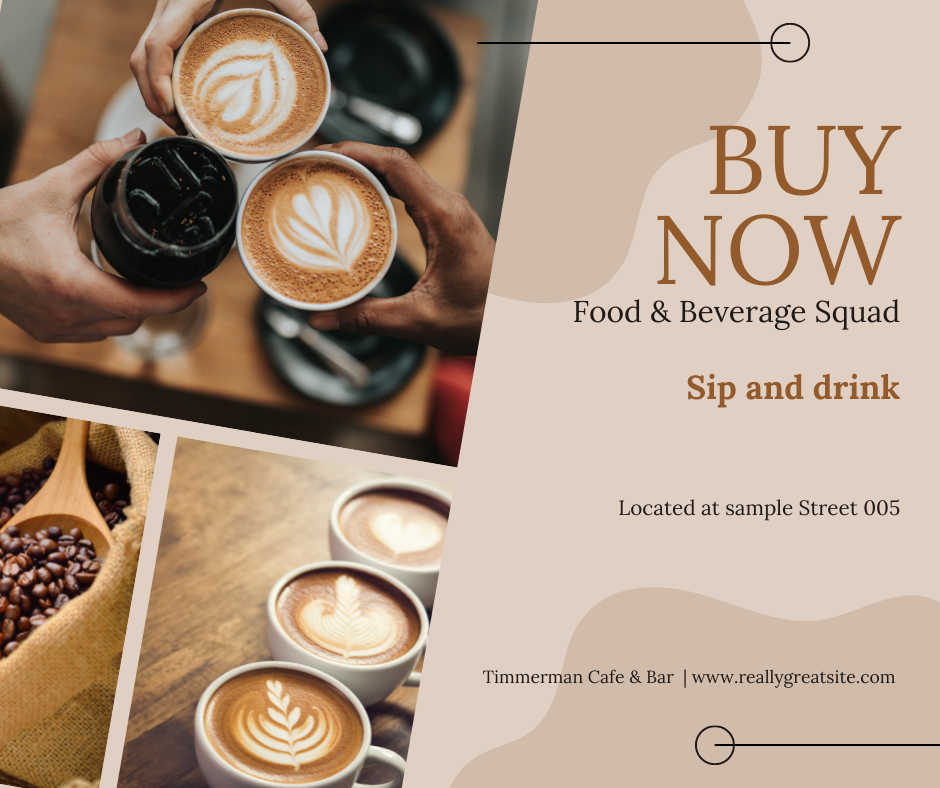 BUY
NOW
Food & Beverage Squad
Sip and drink
Located at sample Street 005
Timmerman Cafe & Bar | www.reallygreatsite.com